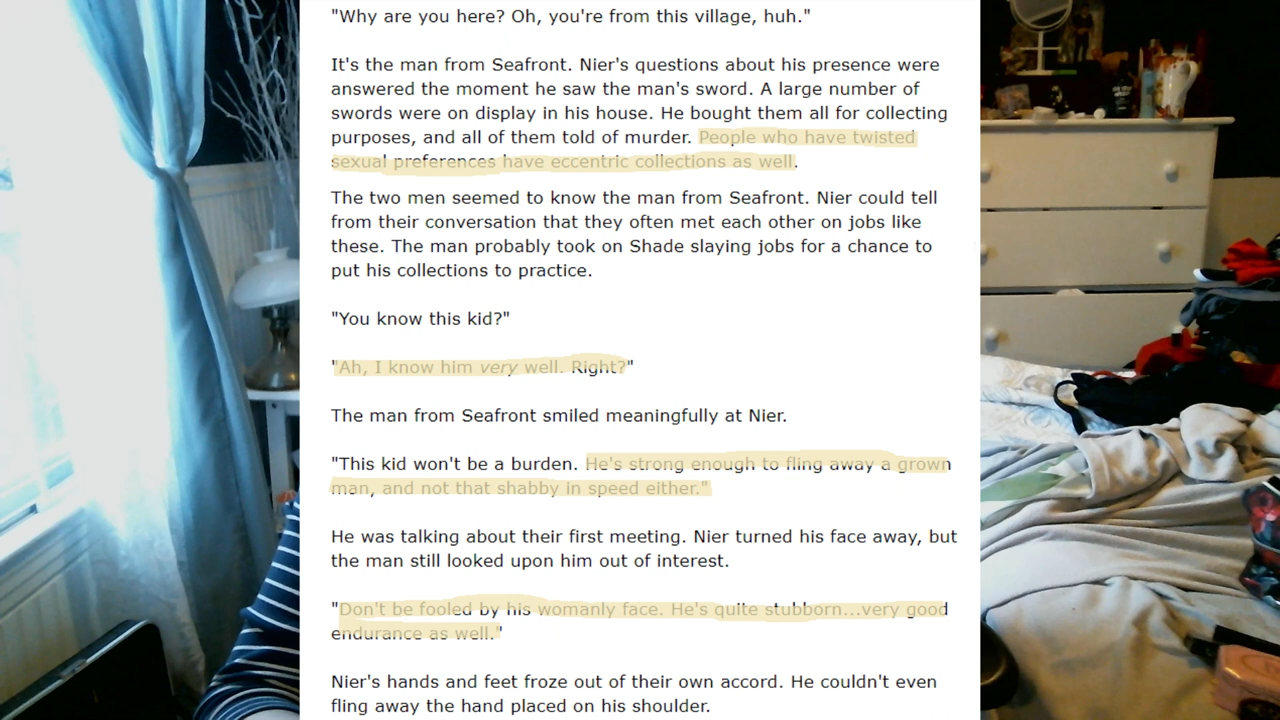 "Why are you here? Oh, you're from this village, huh."
It's the man from Seafront. Nier's questions about his presence were
answered the moment he saw the man's sword. A large number of
swords were on display in his house. He bought them all for collecting
purposes, and all of them told of murder. People who have twisted
sexual preferences have eccentric collections as well.
The two men seemed to know the man from Seafront. Nier could tell
from their conversation that they often met each other on jobs like
these. The man probably took on Shade slaying jobs for a chance to
put his collections to practice.
"You know this kid?"
"Ah, I know him very well. Right?"
The man from Seafront smiled meaningfully at Nier.
"This kid won't be a burden. He's strong enough to fling away a grown
man, and not that shabby in speed either."
He was talking about their first meeting. Nier turned his face away, but
the man still looked upon him out of interest.
"Don't be fooled by his womanly face. He's quite stubborn...very good
endurance as well."
Nier's hands and feet froze out of their own accord. He couldn't even
fling away the hand placed on his shoulder.